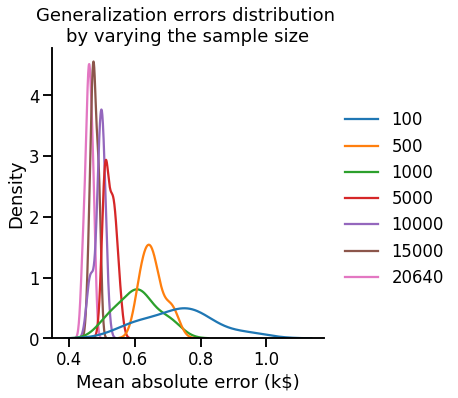 Generalization errors distribution
by varying the sample size
Density
4
3
2
1
0
0.4 0.6 0.8 1.0
Mean absolute error (k$)
100
500
1000
5000
10000
15000
20640